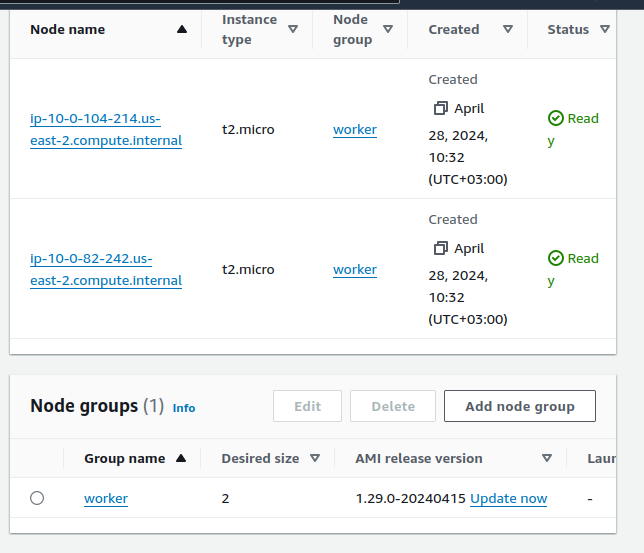 Node name Instance type Node group Created Status
ip-10-0-104-214.us-east-2.compute.internal t2.micro worker Created April 28, 2024, 10:32 (UTC+03:00) Ready
ip-10-0-82-242.us-east-2.compute.internal t2.micro worker Created April 28, 2024, 10:32 (UTC+03:00) Ready
Node groups (1) Info Edit Delete Add node group
Group name Desired size AMI release version Laun
worker 2 1.29.0-20240415 Update now -